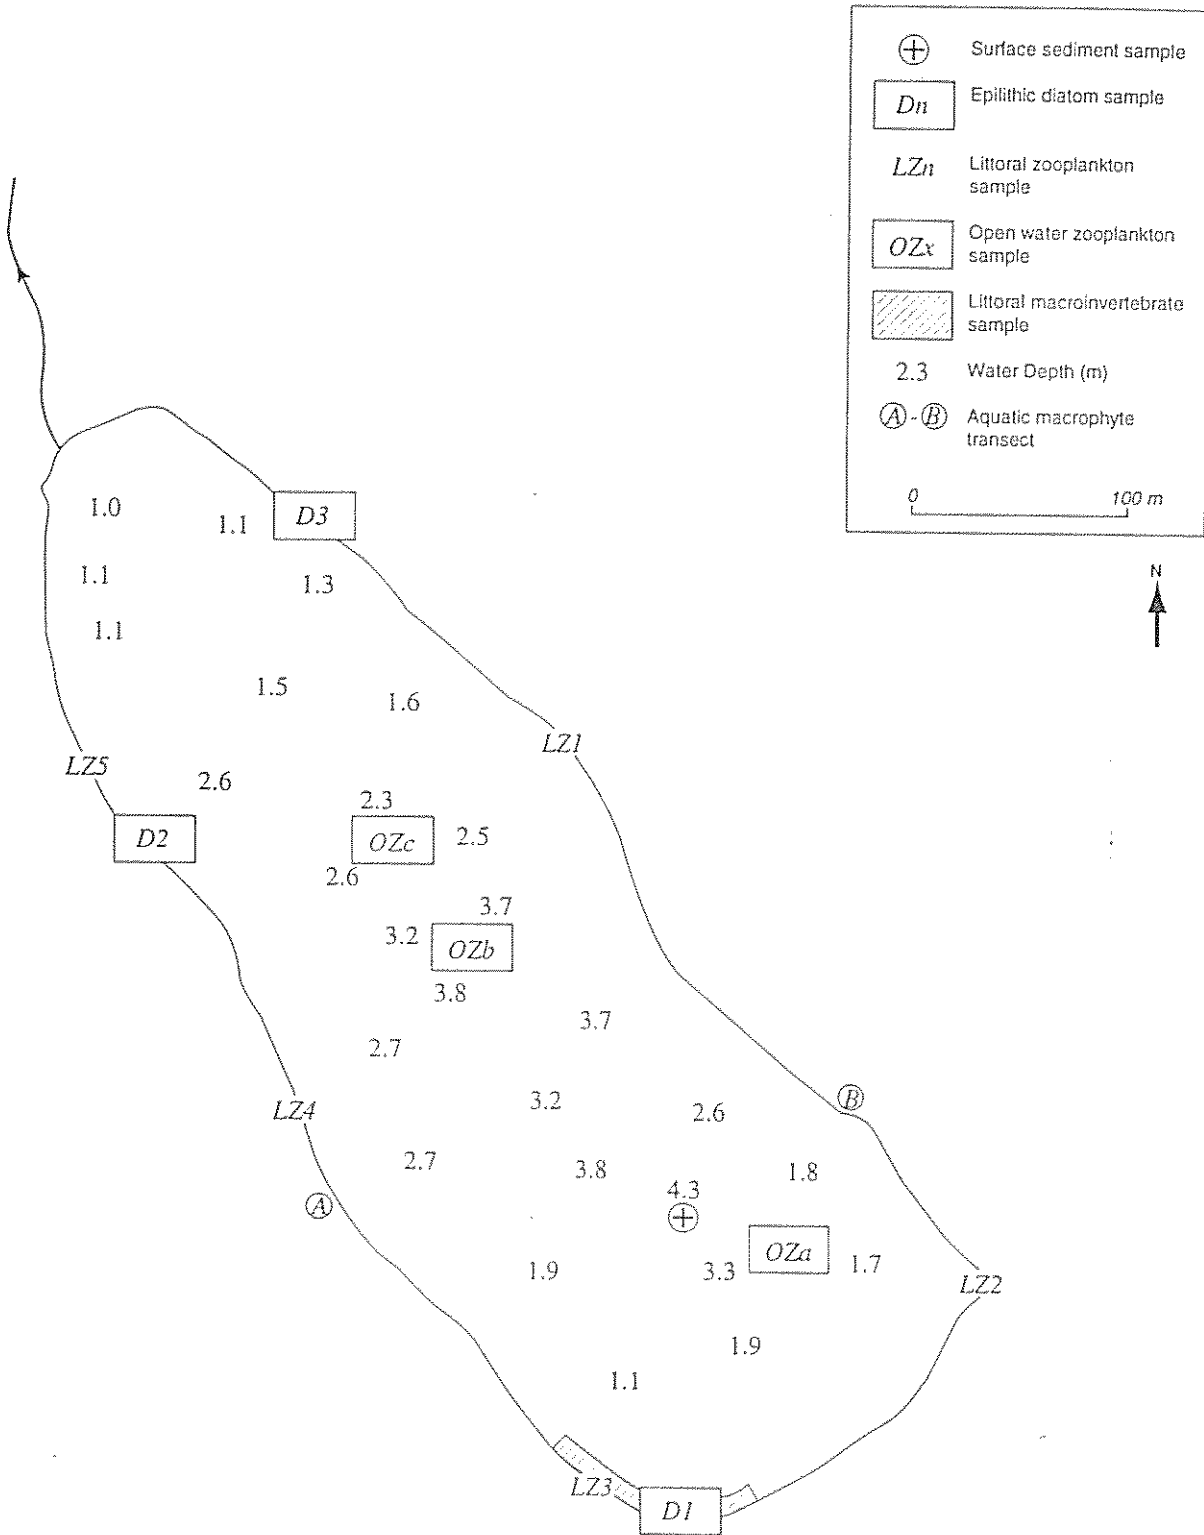 Surface sediment sample
Dn
Epilithic diatom sample
LZn
Littoral zooplankton
sample
OZx
Open water zooplankton
sample
Littoral macroinvertebrate
sample
2.3
Water Depth (m)
A - B
Aquatic macrophyte
transect
0 100 m
N
1.0
1.1
D3
1.1
1.3
1.1
1.5
1.6
LZ1
LZ5
2.6
2.3
D2
OZc
2.5
2.6
3.7
3.2
OZb
3.8
3.7
2.7
B
3.2
2.6
LZ4
2.7
3.8
1.8
4.3
A
OZa
1.9
3.3
1.7
LZ2
1.9
1.1
LZ3
D1